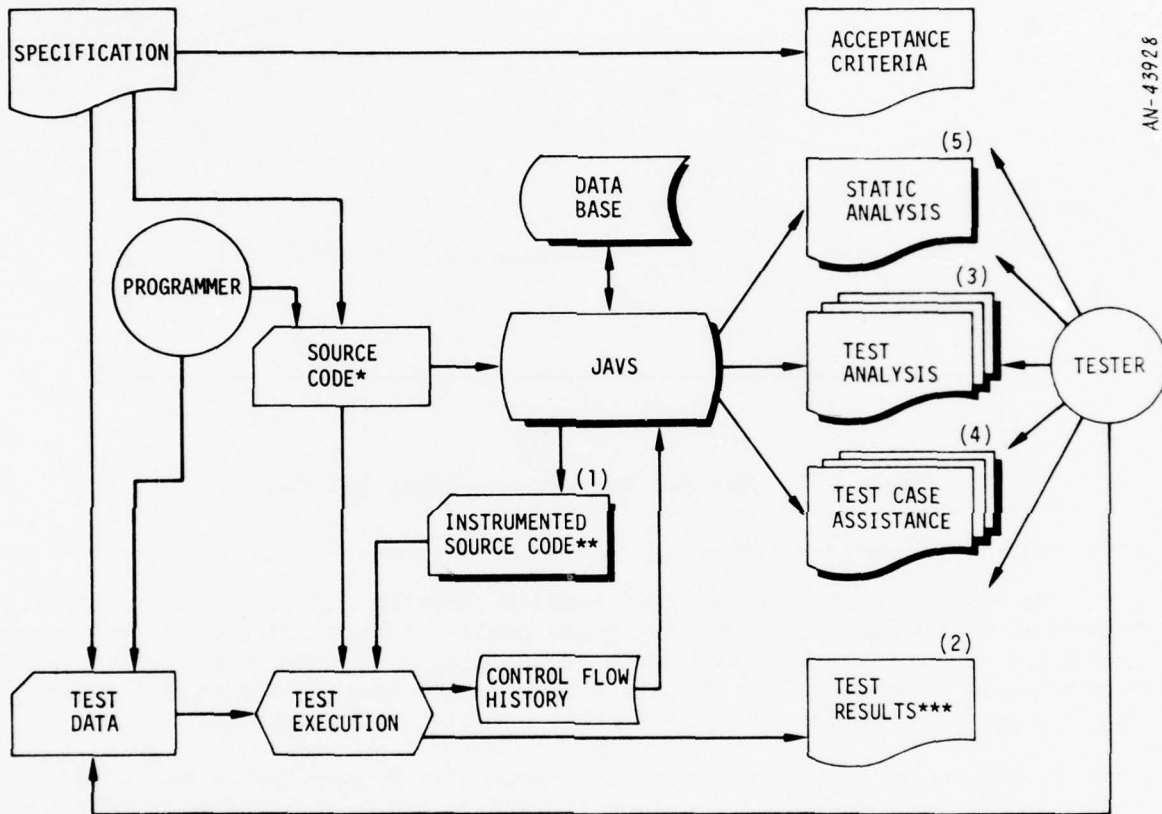 SPECIFICATION
ACCEPTANCE
CRITERIA
AN-43928
(5)
STATIC
ANALYSIS
DATA
BASE
PROGRAMMER
(3)
SOURCE
CODE*
JAVS
TEST
ANALYSIS
TESTER
(4)
(1)
TEST CASE
ASSISTANCE
INSTRUMENTED
SOURCE CODE**
(2)
TEST
DATA
TEST
EXECUTION
CONTROL FLOW
HISTORY
TEST
RESULTS***